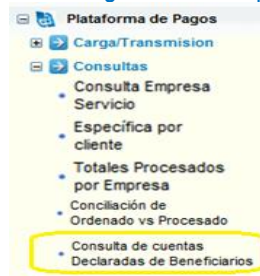 Plataforma de Pagos
Carga/Transmision
Consultas
Consulta Empresa
Servicio
Específica por
cliente
Totales Procesados
por Empresa
Conciliación de
Ordenado vs Procesado
Consulta de cuentas
Declaradas de Beneficiarios